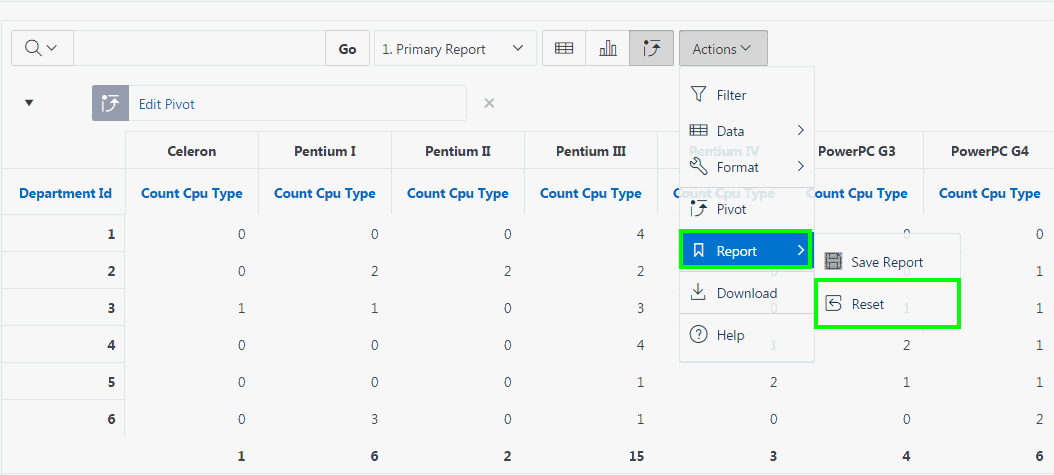 Go
1. Primary Report
Actions
Edit Pivot
Filter
Data
Format
Pivot
Report
Download
Help
Save Report
Reset
Celeron Pentium I Pentium II Pentium III Pentium IV PowerPC G3 PowerPC G4
Department Id Count Cpu Type Count Cpu Type Count Cpu Type Count Cpu Type Count Cpu Type Count Cpu Type Count Cpu Type
1 0 0 0 4 0 0
2 0 2 2 2 1
3 1 1 0 3 0 1 1
4 0 0 0 4 1 2 1
5 0 0 0 1 2 1 1
6 0 3 0 1 0 0 2
1 6 2 15 3 4 6